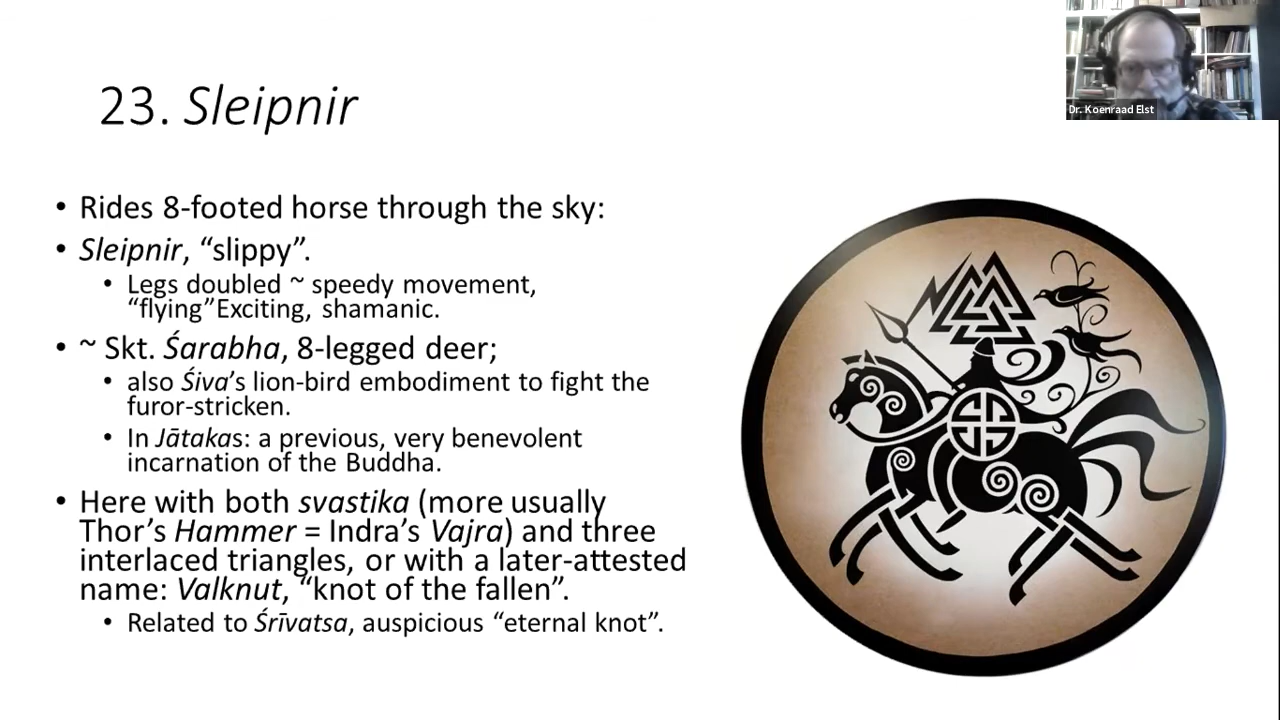 Dr. Koenraad Elst
23. Sleipnir
• Rides 8-footed horse through the sky:
• Sleipnir, “slippy”.
• Legs doubled ~ speedy movement,
“flying”Exciting, shamanic.
• ~ Skt. Śarabha, 8-legged deer;
• also Śiva’s lion-bird embodiment to fight the
furor-stricken.
• In Jātakas: a previous, very benevolent
incarnation of the Buddha.
• Here with both svastika (more usually
Thor’s Hammer = Indra’s Vajra) and three
interlaced triangles, or with a later-attested
name: Valknut, “knot of the fallen”.
• Related to Śrīvatsa, auspicious “eternal knot”.